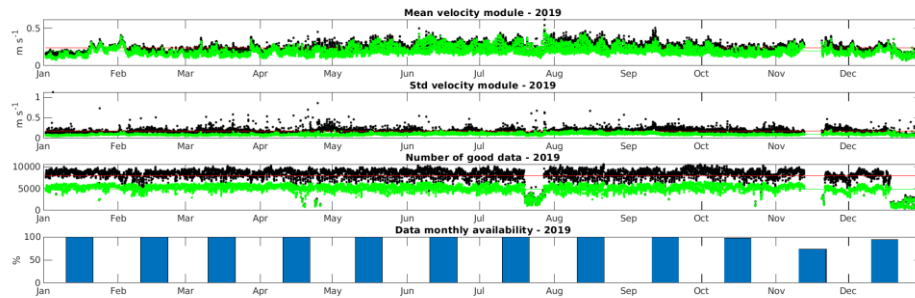 Mean velocity module - 2019
0.5
m s-1
0
Jan Feb Mar Apr May Jun Jul Aug Sep Oct Nov Dec
Std velocity module - 2019
1
m s-1
0.5
0
Jan Feb Mar Apr May Jun Jul Aug Sep Oct Nov Dec
Number of good data - 2019
10000
5000
0
Jan Feb Mar Apr May Jun Jul Aug Sep Oct Nov Dec
Data monthly availability - 2019
100
%
50
0
Jan Feb Mar Apr May Jun Jul Aug Sep Oct Nov Dec